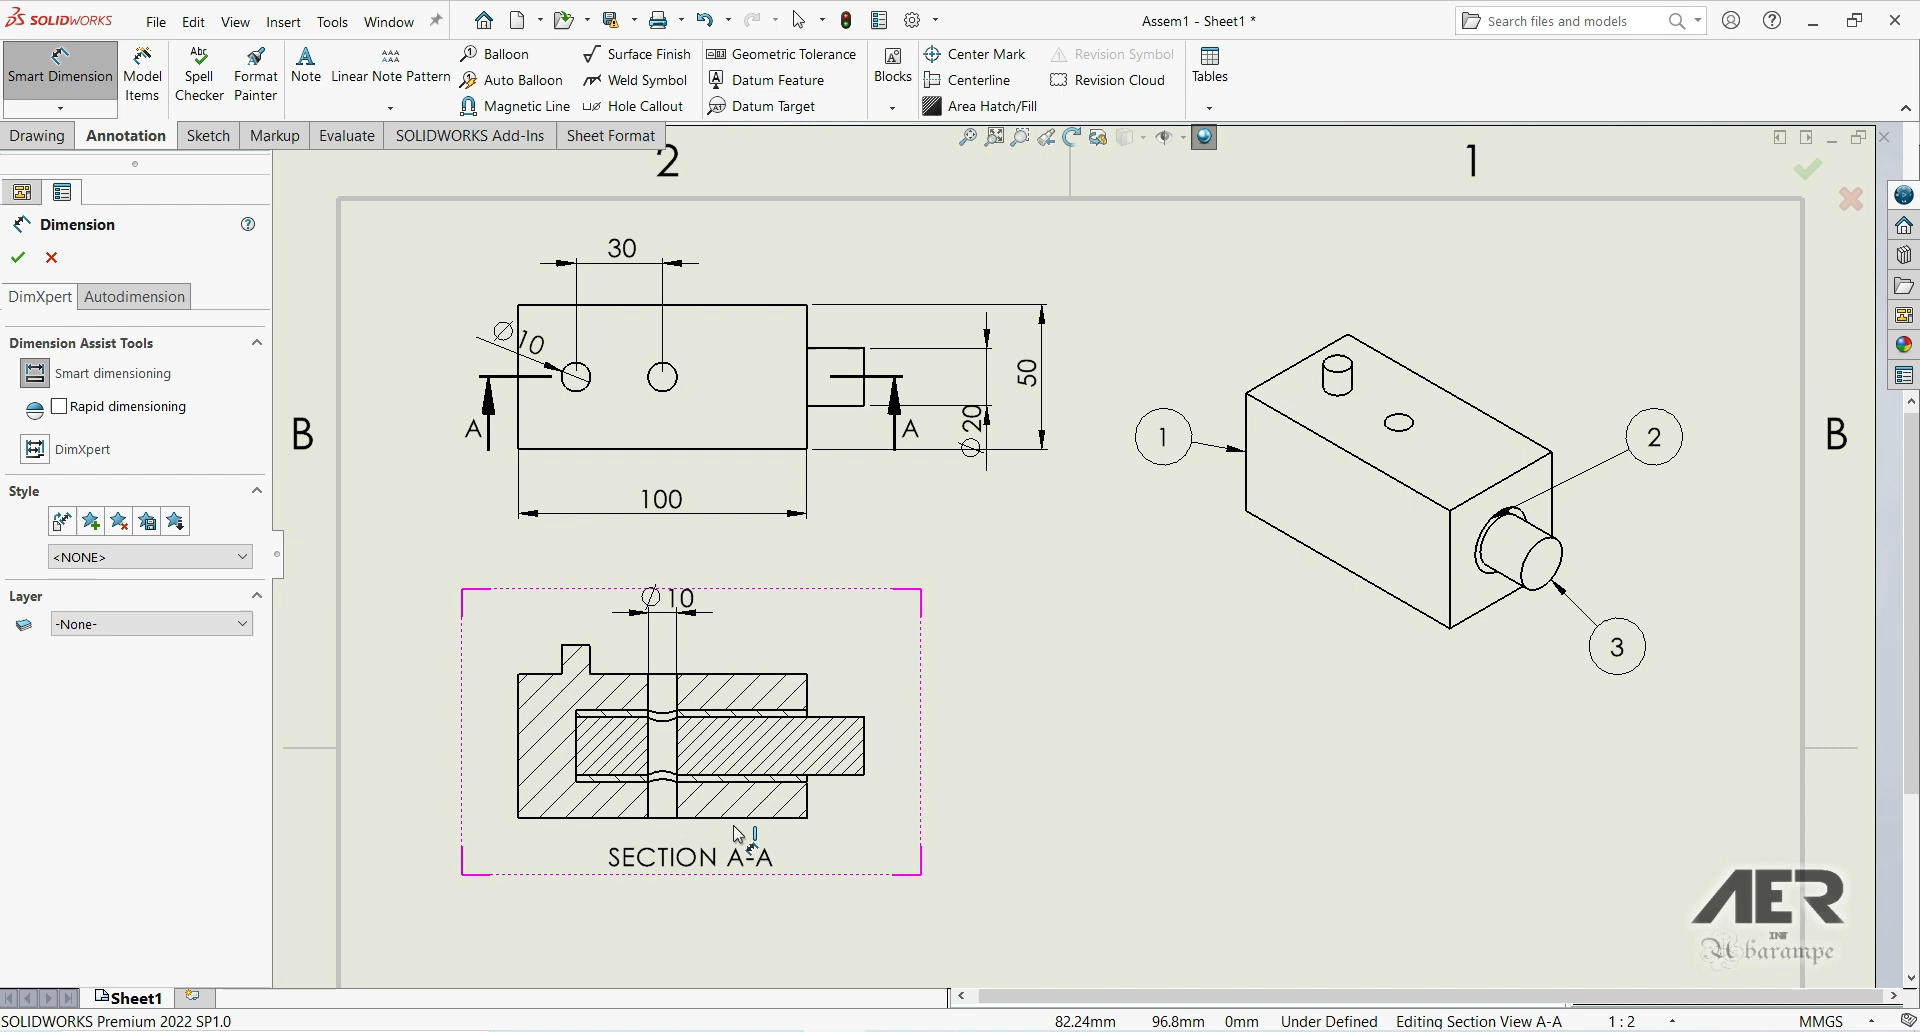 SOLIDWORKS File Edit View Insert Tools Window Assem1 - Sheet1 * Search files and models
Smart Dimension
Model Items
Spell Checker
Format Painter
Note
Linear Note Pattern
Balloon
Auto Balloon
Magnetic Line
Surface Finish
Weld Symbol
Hole Callout
Geometric Tolerance
Datum Feature
Datum Target
Blocks
Center Mark
Centerline
Area Hatch/Fill
Revision Symbol
Revision Cloud
Tables
Drawing Annotation Sketch Markup Evaluate SOLIDWORKS Add-Ins Sheet Format
2 1
Dimension
DimXpert Autodimension
Dimension Assist Tools
Smart dimensioning
Rapid dimensioning
DimXpert
Style
<NONE>
Layer
-None-
B
B
30
∅10
A
A
∅20
50
100
∅10
SECTION A-A
1
2
3
AER
INT
Abarampe
Sheet1
SOLIDWORKS Premium 2022 SP1.0 82.24mm 96.8mm 0mm Under Defined Editing Section View A-A 1 : 2 MMGS